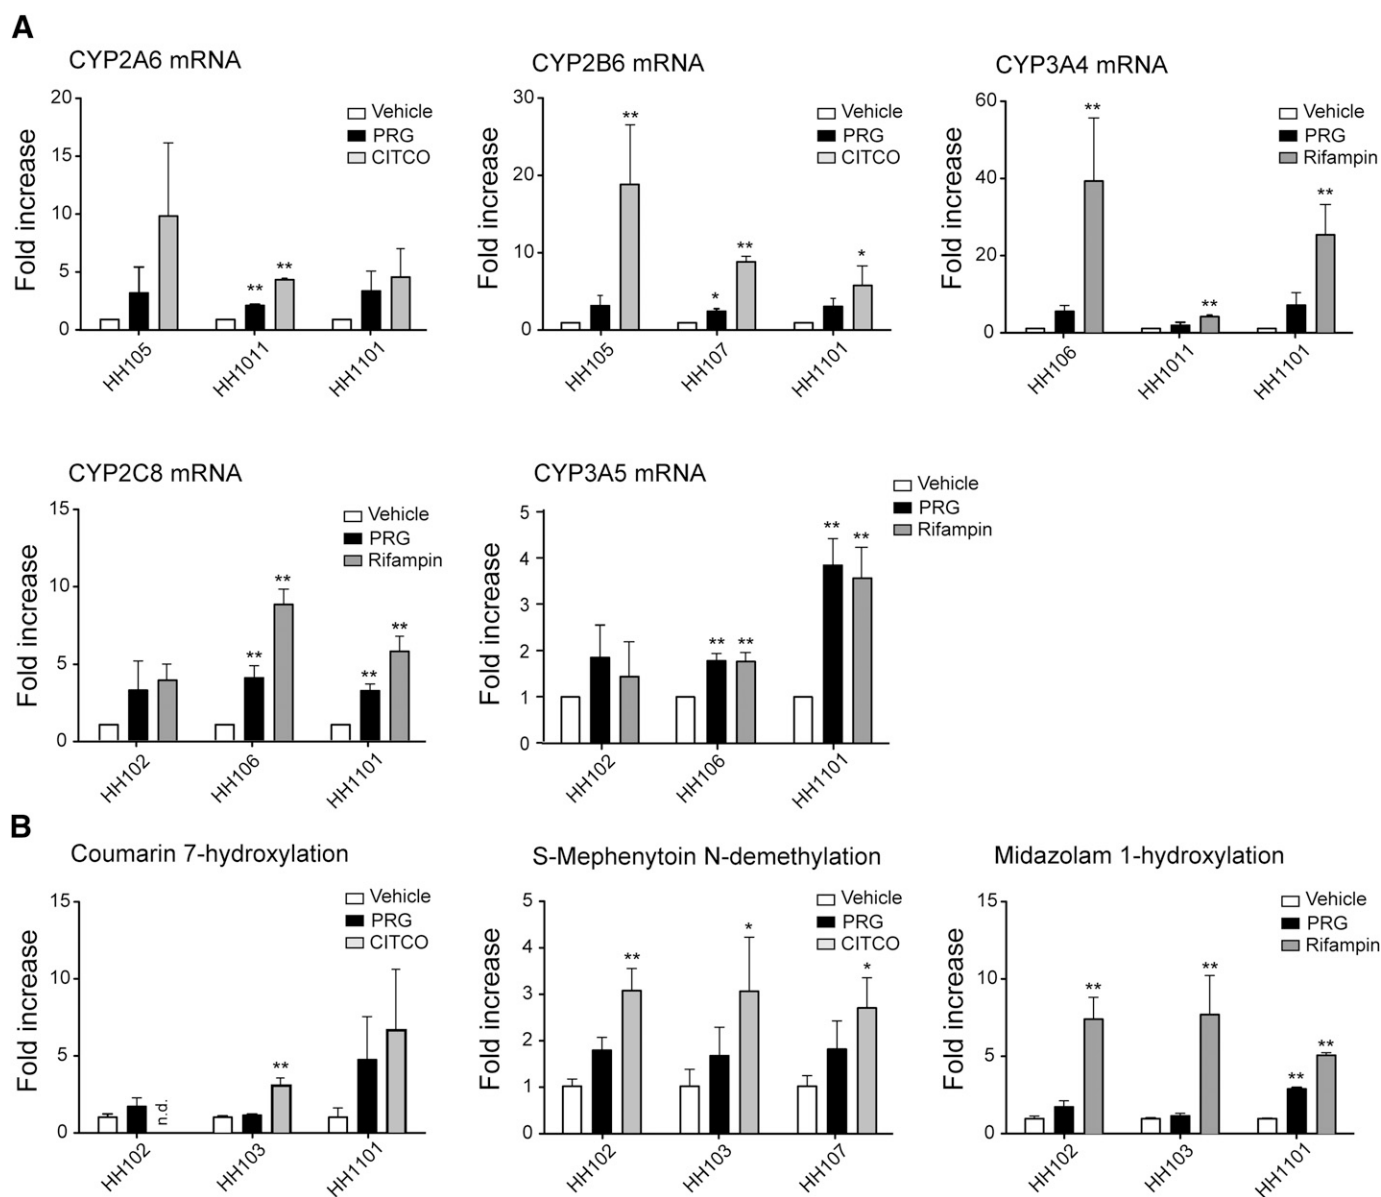 A
CYP2A6 mRNA
Fold increase
20
15
10
5
0
Vehicle
PRG
CITCO
**
**
HH105
HH1011
HH1101
CYP2B6 mRNA
Fold increase
30
20
10
0
Vehicle
PRG
CITCO
**
*
**
*
HH105
HH107
HH1101
CYP3A4 mRNA
Fold increase
60
40
20
0
Vehicle
PRG
Rifampin
**
**
**
HH106
HH1011
HH1101
CYP2C8 mRNA
Fold increase
15
10
5
0
Vehicle
PRG
Rifampin
**
**
**
**
HH102
HH106
HH1101
CYP3A5 mRNA
Fold increase
5
4
3
2
1
0
Vehicle
PRG
Rifampin
**
**
**
**
HH102
HH106
HH1101
B
Coumarin 7-hydroxylation
Fold increase
15
10
5
0
Vehicle
PRG
CITCO
n.d.
**
HH102
HH103
HH1101
S-Mephenytoin N-demethylation
Fold increase
5
4
3
2
1
0
Vehicle
PRG
CITCO
**
*
*
HH102
HH103
HH107
Midazolam 1-hydroxylation
Fold increase
15
10
5
0
Vehicle
PRG
Rifampin
**
**
**
**
HH102
HH103
HH1101